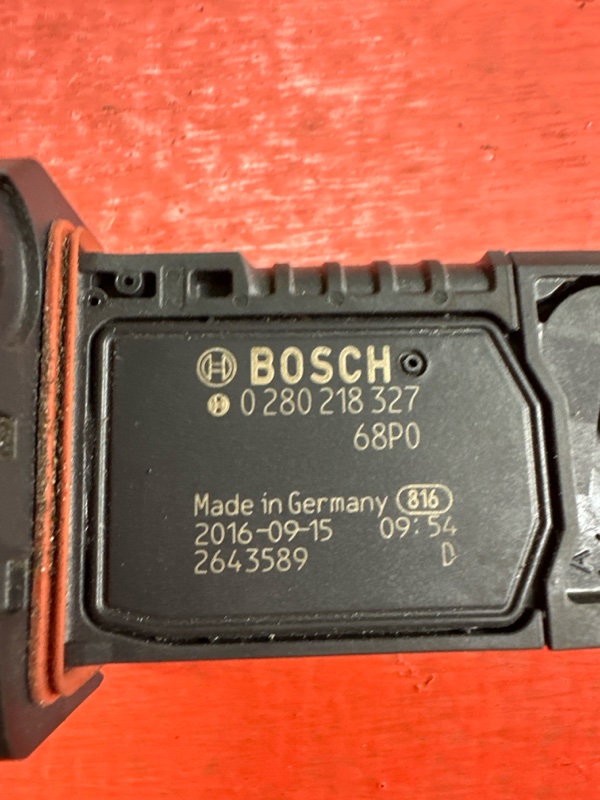 BOSCH
0 280 218 327
68P0
Made in Germany 816
2016-09-15 09:54
2643589 D
A